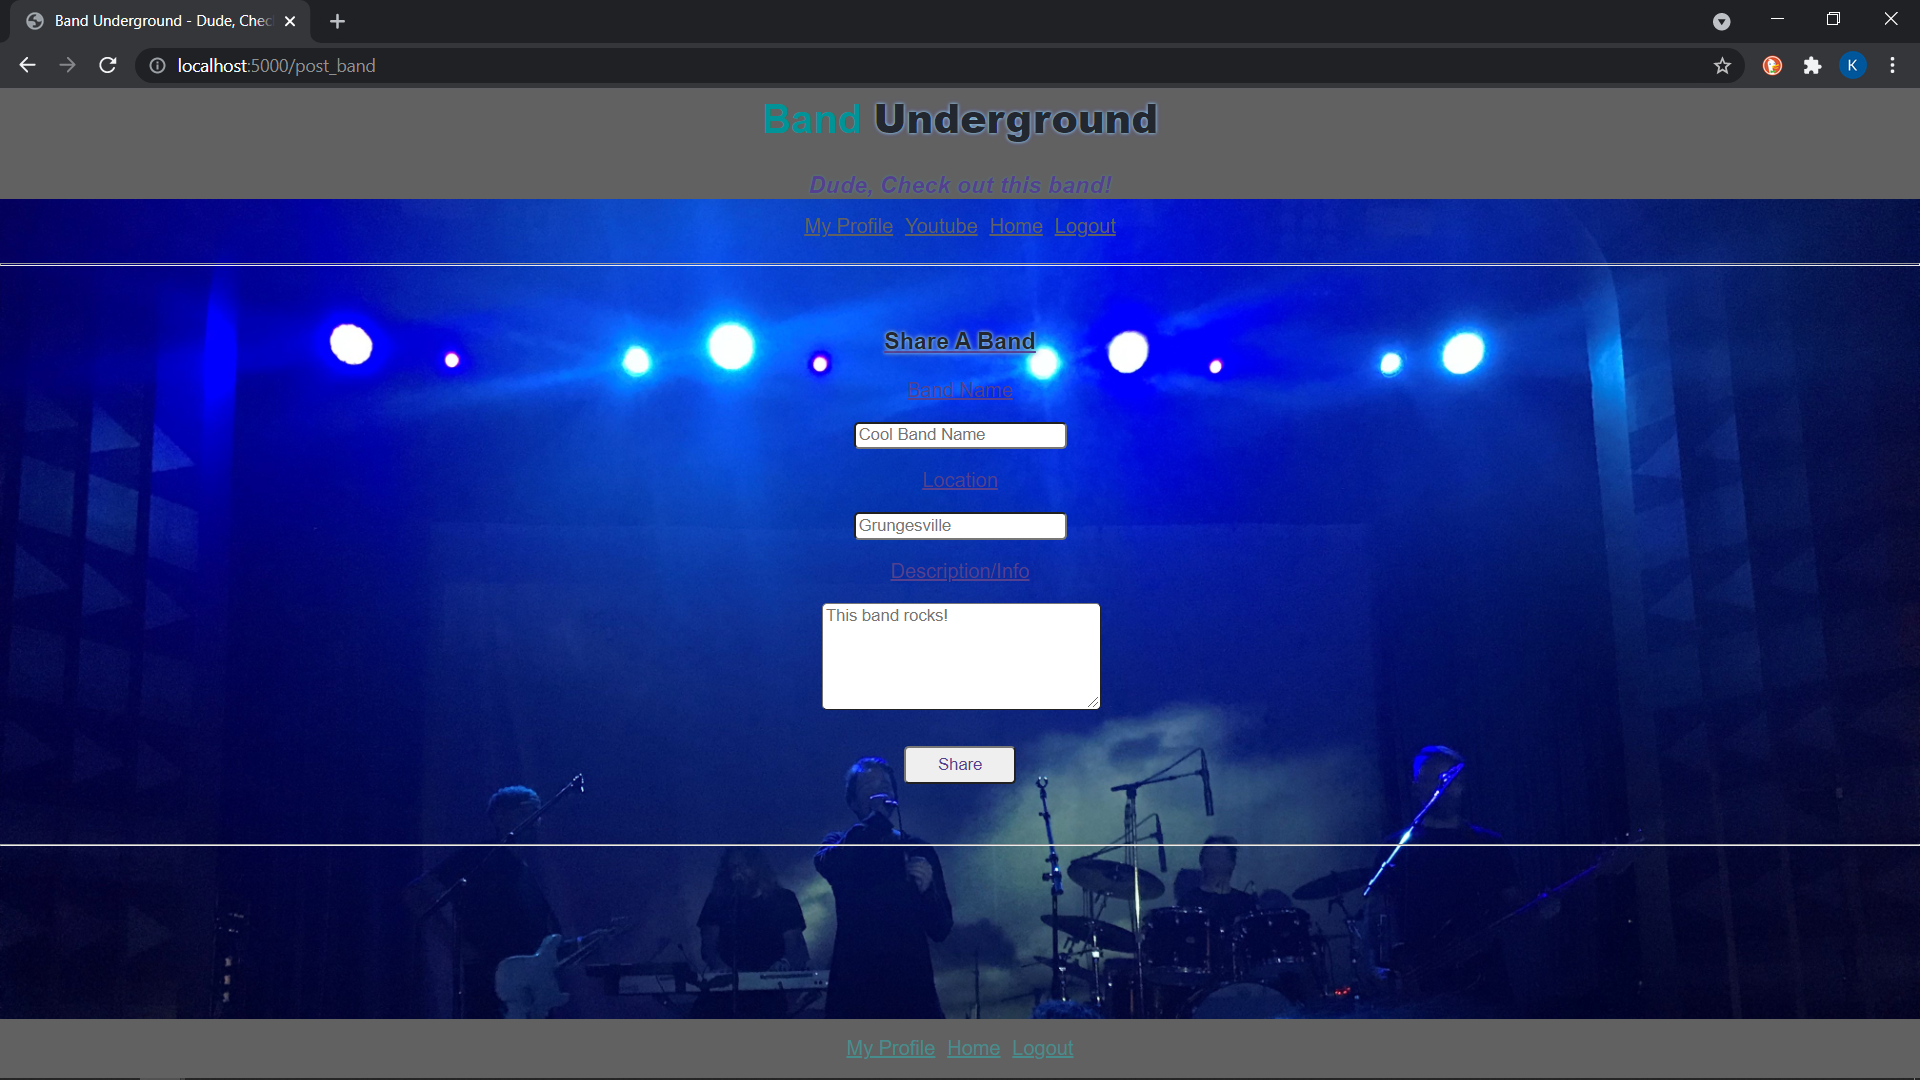 Band Underground - Dude, Chec
localhost:5000/post_band
K
Band Underground
Dude, Check out this band!
My Profile Youtube Home Logout
Share A Band
Band Name
Cool Band Name
Location
Grungesville
Description/Info
This band rocks!
Share
My Profile Home Logout